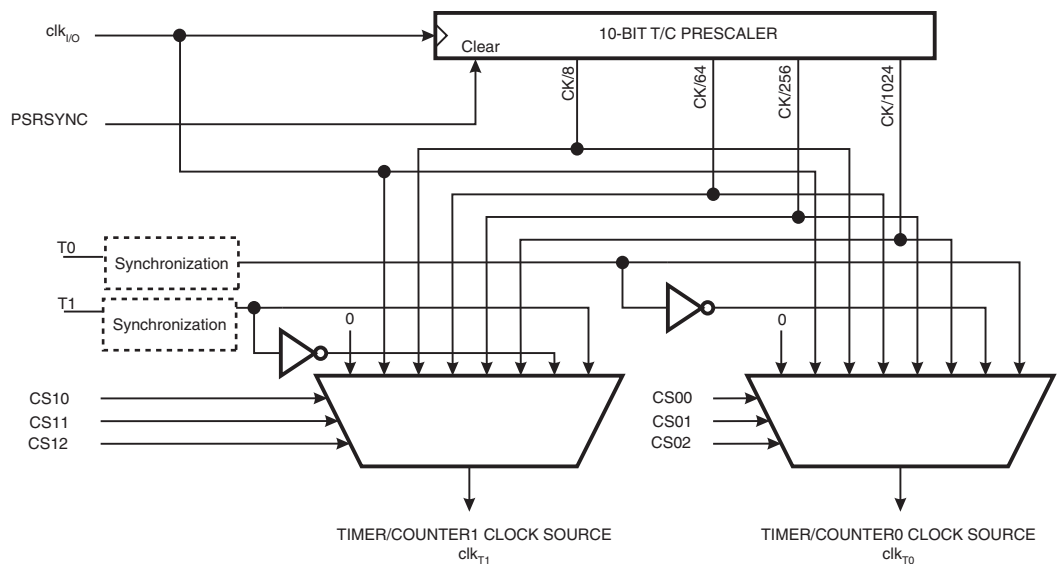 clkI/O
10-BIT T/C PRESCALER
Clear
PSRSYNC
CK/8
CK/64
CK/256
CK/1024
T0
Synchronization
T1
Synchronization
0
0
CS10
CS11
CS12
CS00
CS01
CS02
TIMER/COUNTER1 CLOCK SOURCE
clkT1
TIMER/COUNTER0 CLOCK SOURCE
clkT0